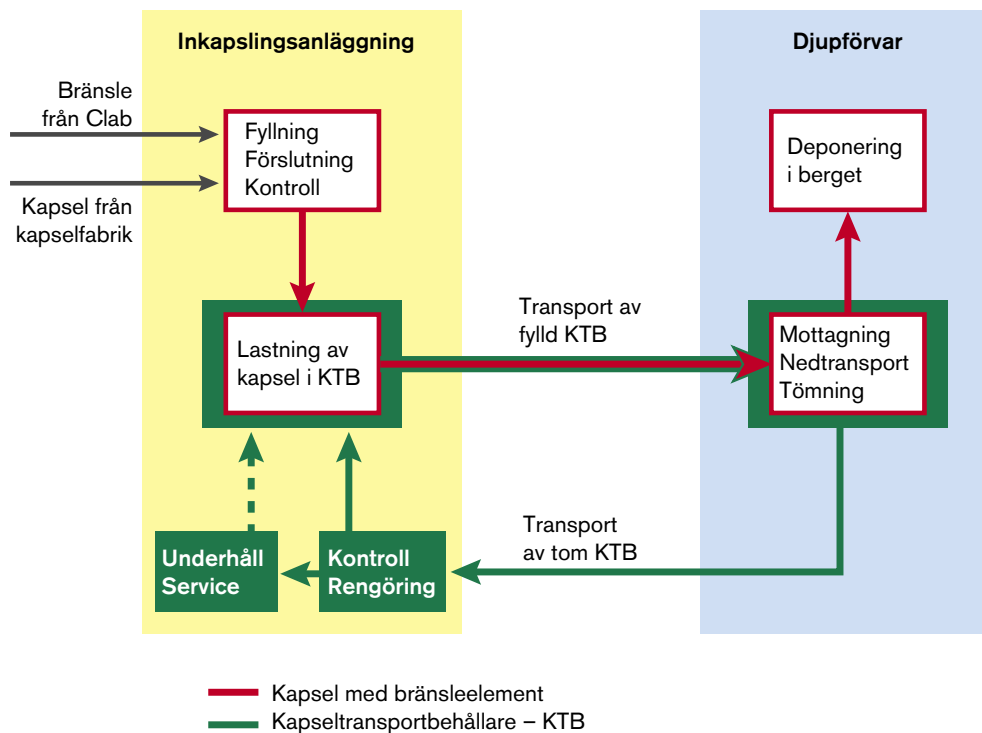 Inkapslingsanläggning
Djupförvar
Bränsle
från Clab
Kapsel från
kapselfabrik
Fyllning
Förslutning
Kontroll
Deponering
i berget
Lastning av
kapsel i KTB
Transport av
fylld KTB
Mottagning
Nedtransport
Tömning
Transport
av tom KTB
Underhåll
Service
Kontroll
Rengöring
Kapsel med bränsleelement
Kapseltransportbehållare – KTB